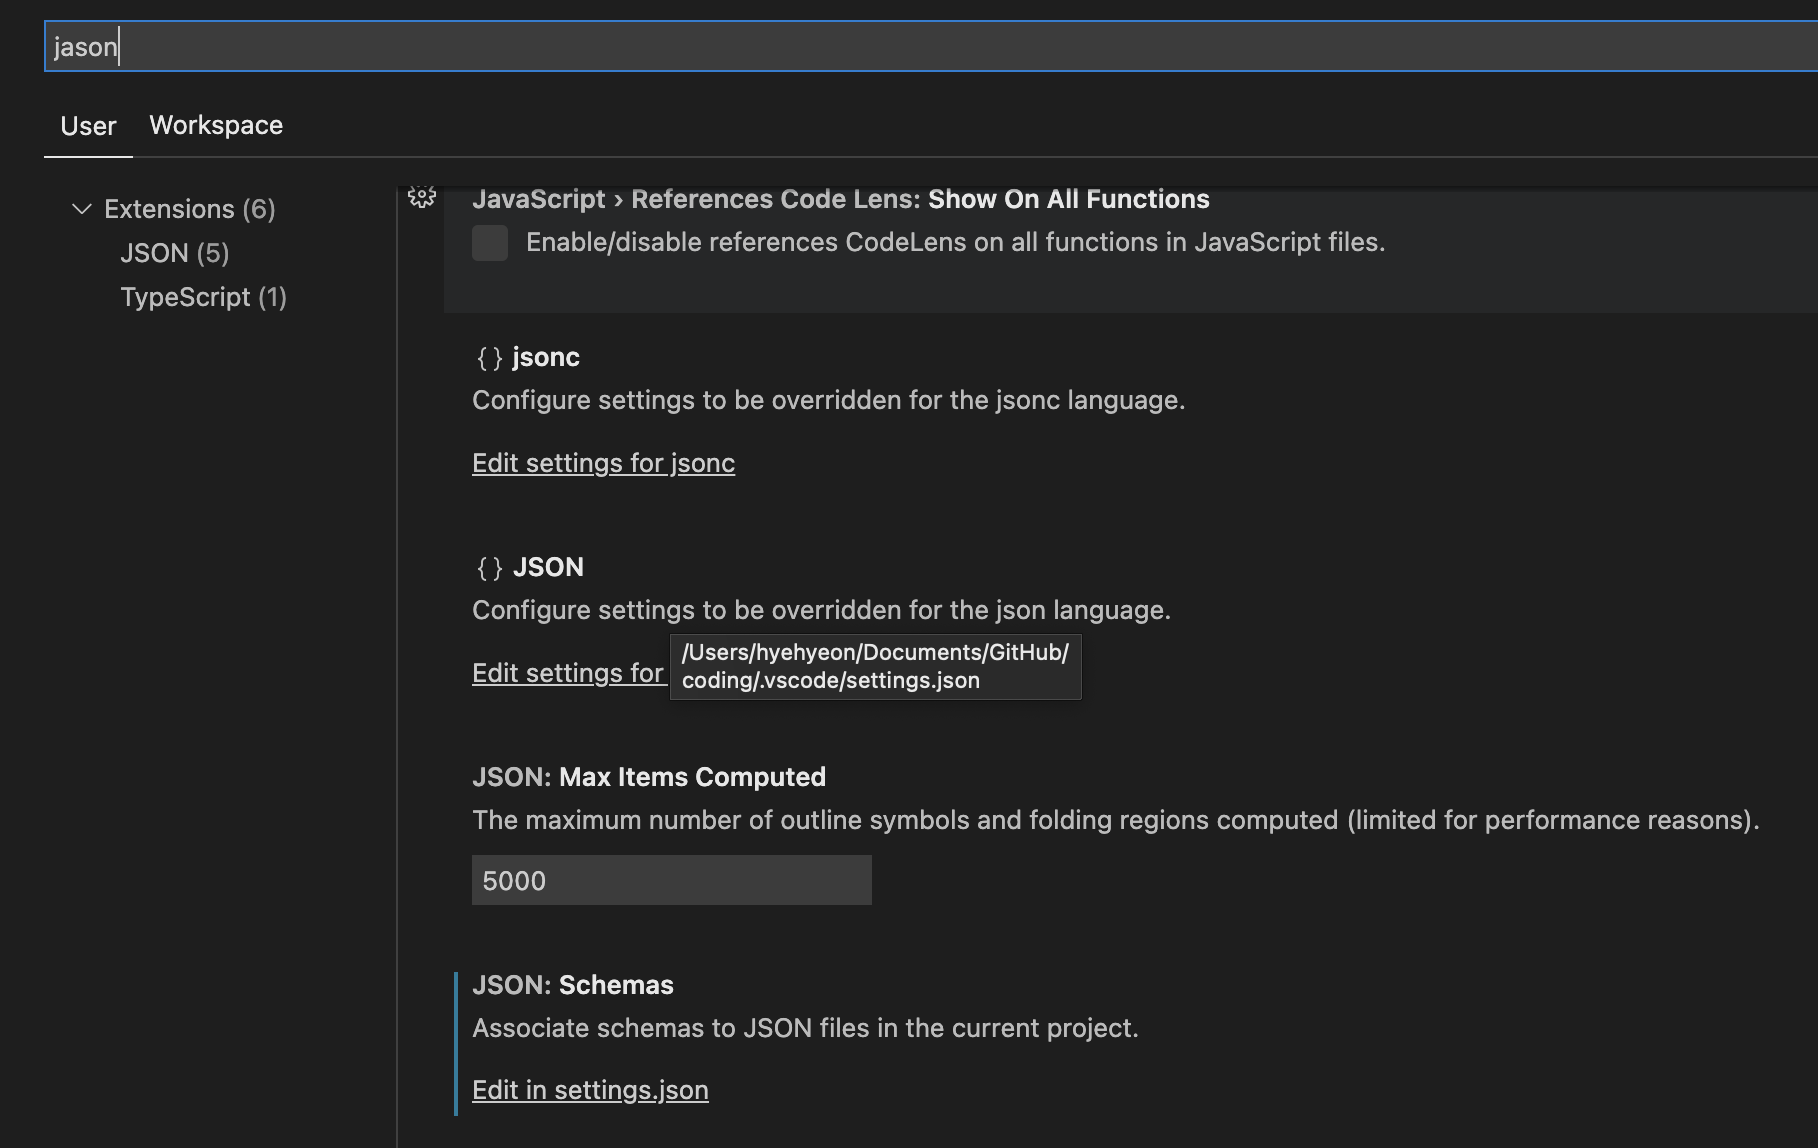 jason
User Workspace
Extensions (6)
JSON (5)
TypeScript (1)
JavaScript › References Code Lens: Show On All Functions
Enable/disable references CodeLens on all functions in JavaScript files.
{} jsonc
Configure settings to be overridden for the jsonc language.
Edit settings for jsonc
{} JSON
Configure settings to be overridden for the json language.
Edit settings for
/Users/hyehyeon/Documents/GitHub/
coding/.vscode/settings.json
JSON: Max Items Computed
The maximum number of outline symbols and folding regions computed (limited for performance reasons).
5000
JSON: Schemas
Associate schemas to JSON files in the current project.
Edit in settings.json